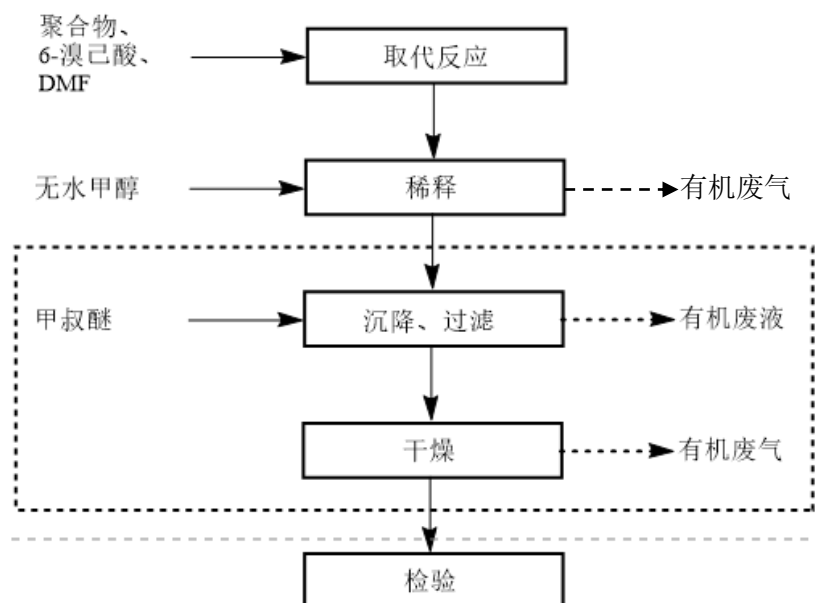 聚合物、
6-溴己酸、
DMF
取代反应
无水甲醇
稀释
有机废气
甲叔醚
沉降、过滤
有机废液
干燥
有机废气
检验